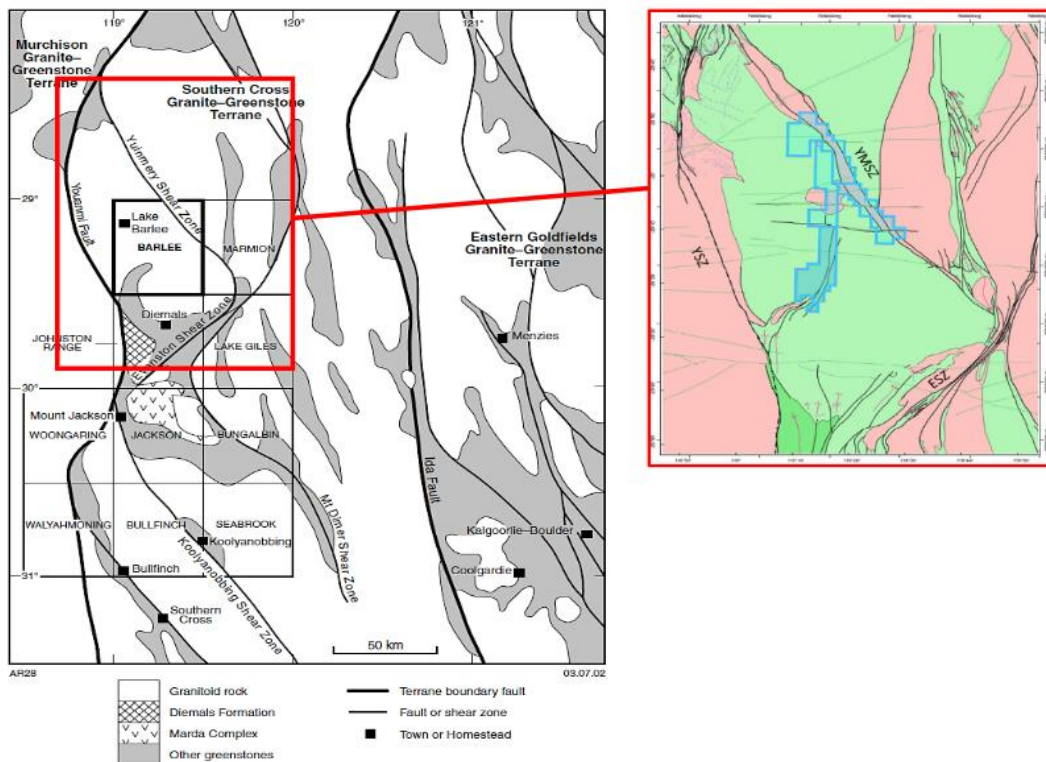 119°
120°
121°
Murchison
Granite–
Greenstone
Terrane
Southern Cross
Granite–Greenstone
Terrane
Yuinmery Shear Zone
Youanmi Fault
29°
Lake
Barlee
BARLEE
MARMION
Eastern Goldfields
Granite–Greenstone
Terrane
Diemals
Evanston Shear Zone
JOHNSTON
RANGE
LAKE GILES
Menzies
30°
Mount Jackson
WOONGARING
JACKSON
BUNGALBIN
Ida Fault
Mt Dimer Shear Zone
WALYAHMONING
BULLFINCH
SEABROOK
Koolyanobbing
Kalgoorlie–Boulder
Koolyanobbing Shear Zone
Coolgardie
31°
Bullfinch
Southern
Cross
50 km
AR28
03.07.02
Granitoid rock
Diemals Formation
Marda Complex
Other greenstones
Terrane boundary fault
Fault or shear zone
Town or Homestead
YMSZ
YSZ
ESZ